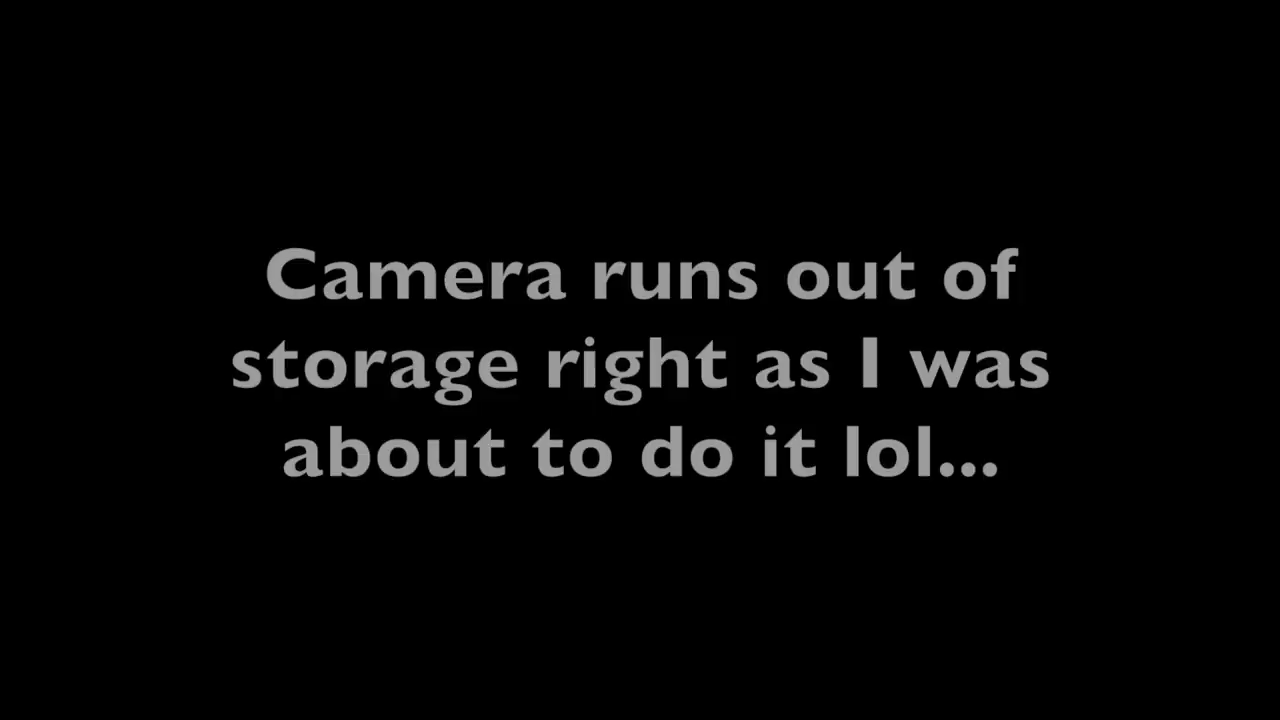 Camera runs out of
storage right as I was
about to do it lol...